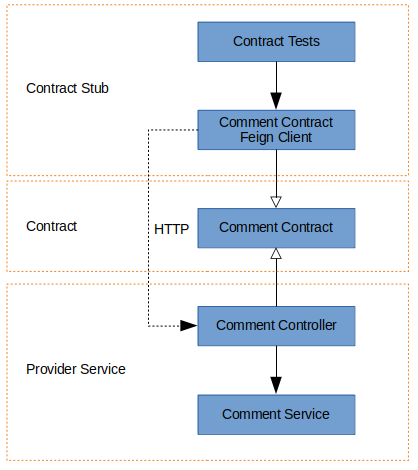 Contract Tests
Contract Stub
Comment Contract
Feign Client
Contract
HTTP
Comment Contract
Comment Controller
Provider Service
Comment Service